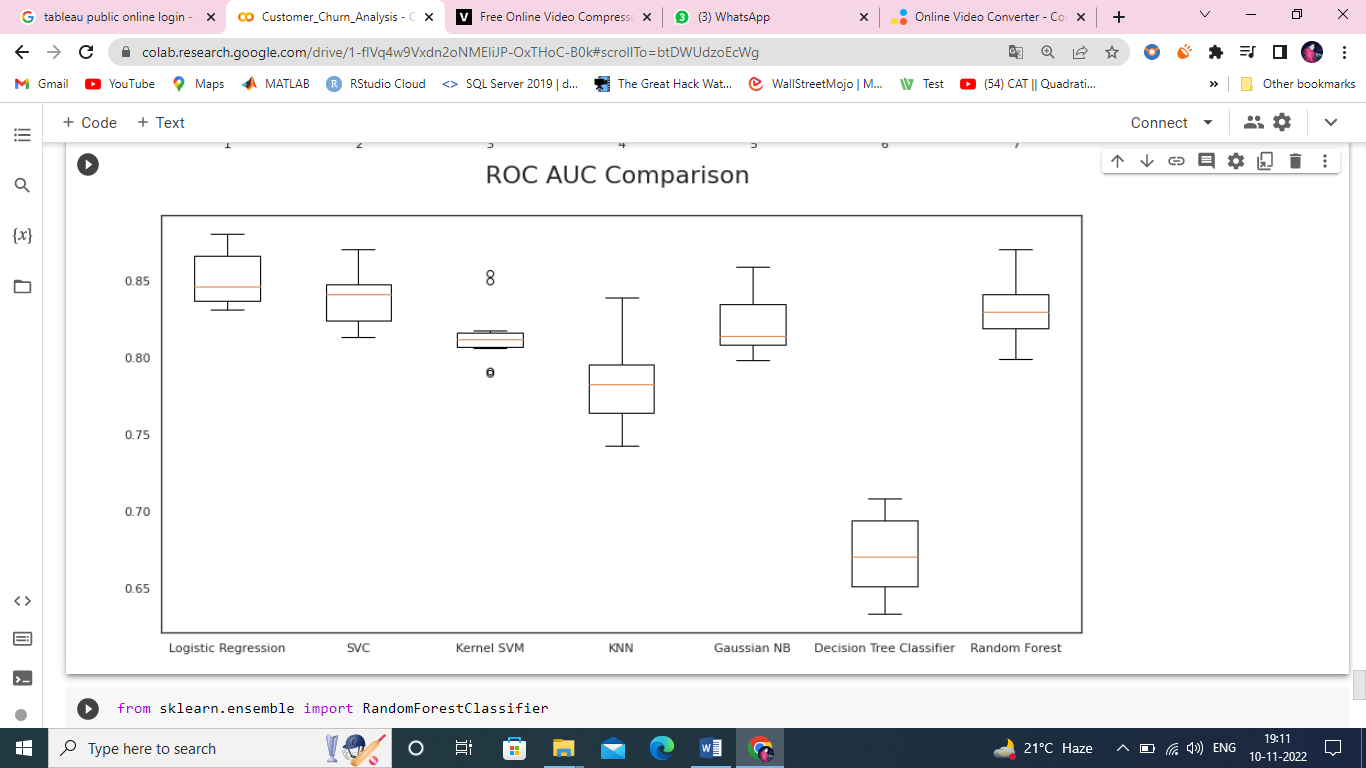 tableau public online login -
Customer_Churn_Analysis - C
Free Online Video Compresso
(3) WhatsApp
Online Video Converter - Co
colab.research.google.com/drive/1-flVq4w9Vxdn2oNMEliJP-OxTHoC-B0k#scrollTo=btDWUdzoEcWg
Gmail
YouTube
Maps
MATLAB
RStudio Cloud
SQL Server 2019 | d...
The Great Hack Wat...
WallStreetMojo | M...
Test
(54) CAT || Quadrati...
Other bookmarks
+ Code + Text
Connect
1 2 3 4 5 6 7
ROC AUC Comparison
0.85
0.80
0.75
0.70
0.65
Logistic Regression SVC Kernel SVM KNN Gaussian NB Decision Tree Classifier Random Forest
from sklearn.ensemble import RandomForestClassifier
Type here to search
21°C Haze
ENG
19:11
10-11-2022